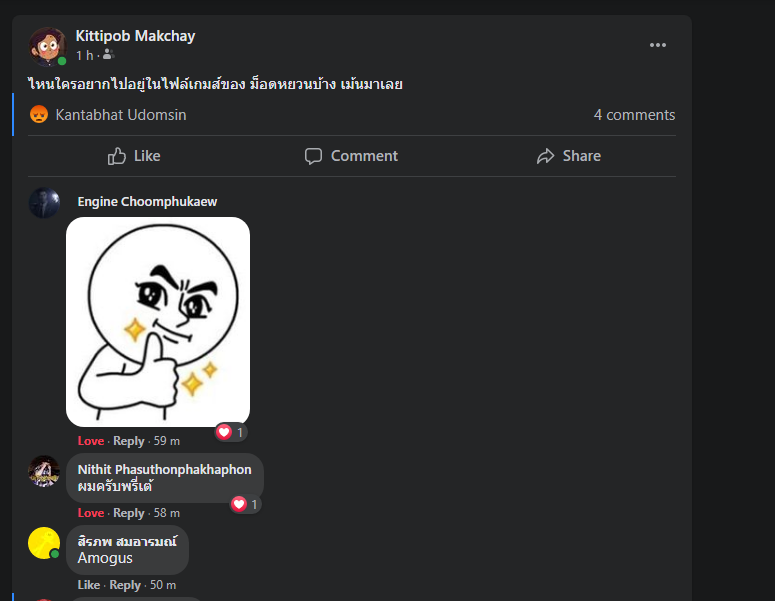 Kittipob Makchay
1 h ·
ไหนใครอยากไปอยู่ในไฟล์เกมส์ของ ม็อดหยวนบ้าง เม้นมาเลย
Kantabhat Udomsin
4 comments
Like
Comment
Share
Engine Choomphukaew
1
Love · Reply · 59 m
Nithit Phasuthonphakhaphon
ผมครับพรี่เต้
1
Love · Reply · 58 m
สิรภพ สมอารมณ์
Amogus
Like · Reply · 50 m